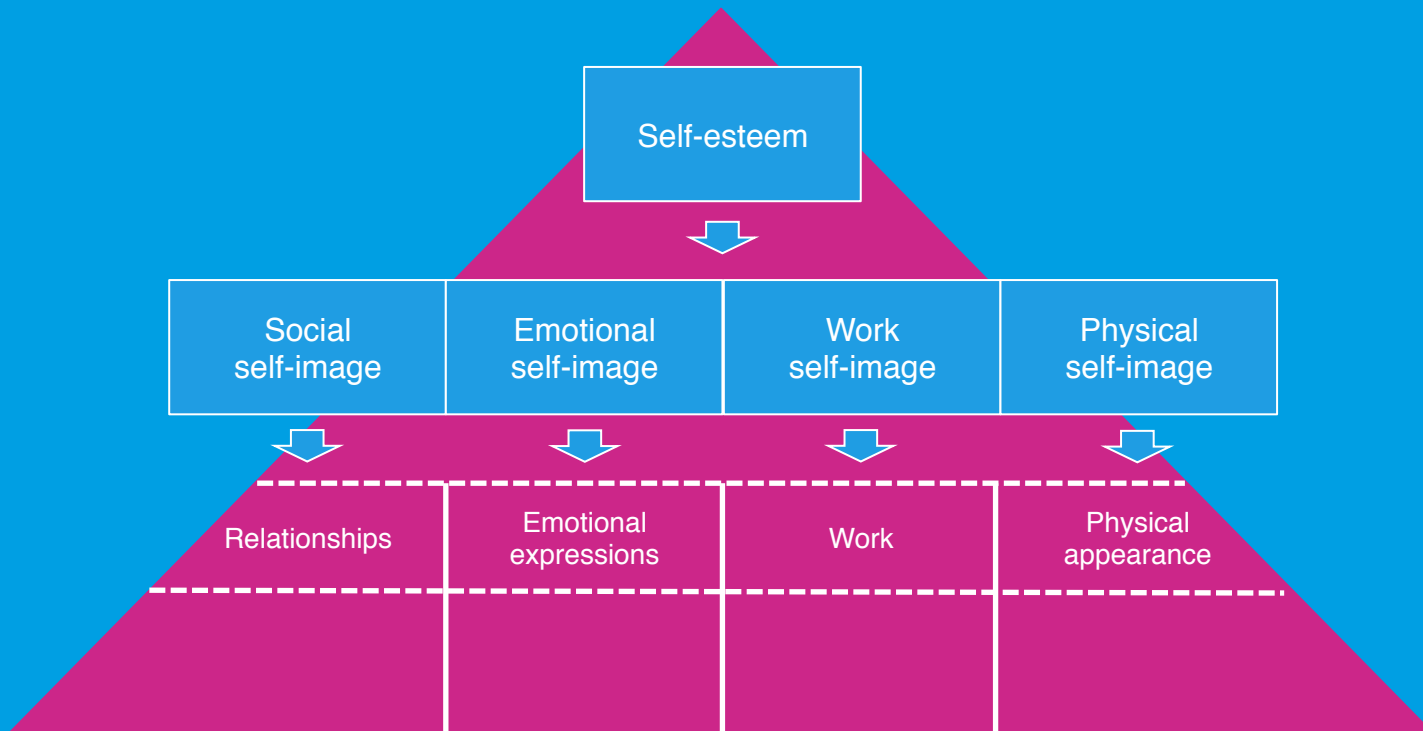 Self-esteem
Social
self-image
Emotional
self-image
Work
self-image
Physical
self-image
Relationships
Emotional
expressions
Work
Physical
appearance